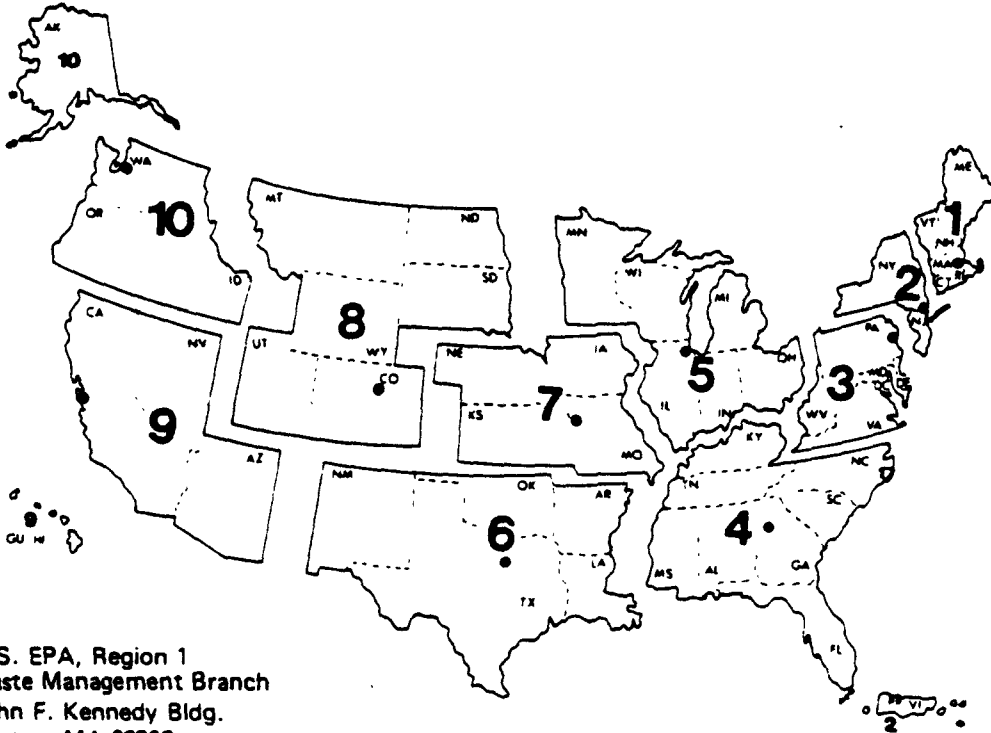 AK
10
WA
OR
10
ID
MT
ND
SD
8
WY
UT
CO
CA
NV
9
AZ
9
GU HI
NE
IA
KS
7
MO
NM
OK
AR
6
LA
TX
MN
WI
MI
5
OH
IL
IN
KY
TN
NC
SC
4
MS
AL
GA
FL
ME
VT
1
NH
MA
RI
CT
NY
2
NJ
PA
3
MD
DE
WV
VA
VI
2
S. EPA, Region 1
aste Management Branch
hn F. Kennedy Bldg.